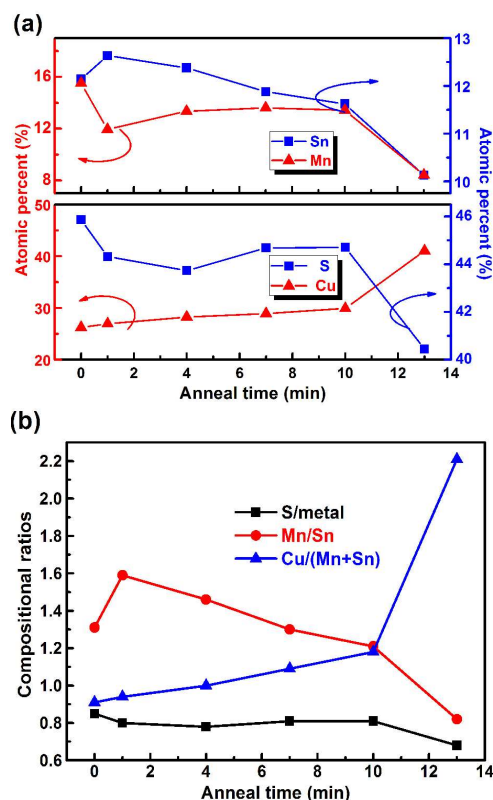 (a)
16
12
8
Sn
Mn
13
12
11
10
Atomic percent (%)
Atomic percent (%)
50
40
30
20
S
Cu
46
44
42
40
0 2 4 6 8 10 12 14
Anneal time (min)
(b)
2.2
2.0
1.8
1.6
1.4
1.2
1.0
0.8
0.6
Compositional ratios
S/metal
Mn/Sn
Cu/(Mn+Sn)
0 2 4 6 8 10 12 14
Anneal time (min)